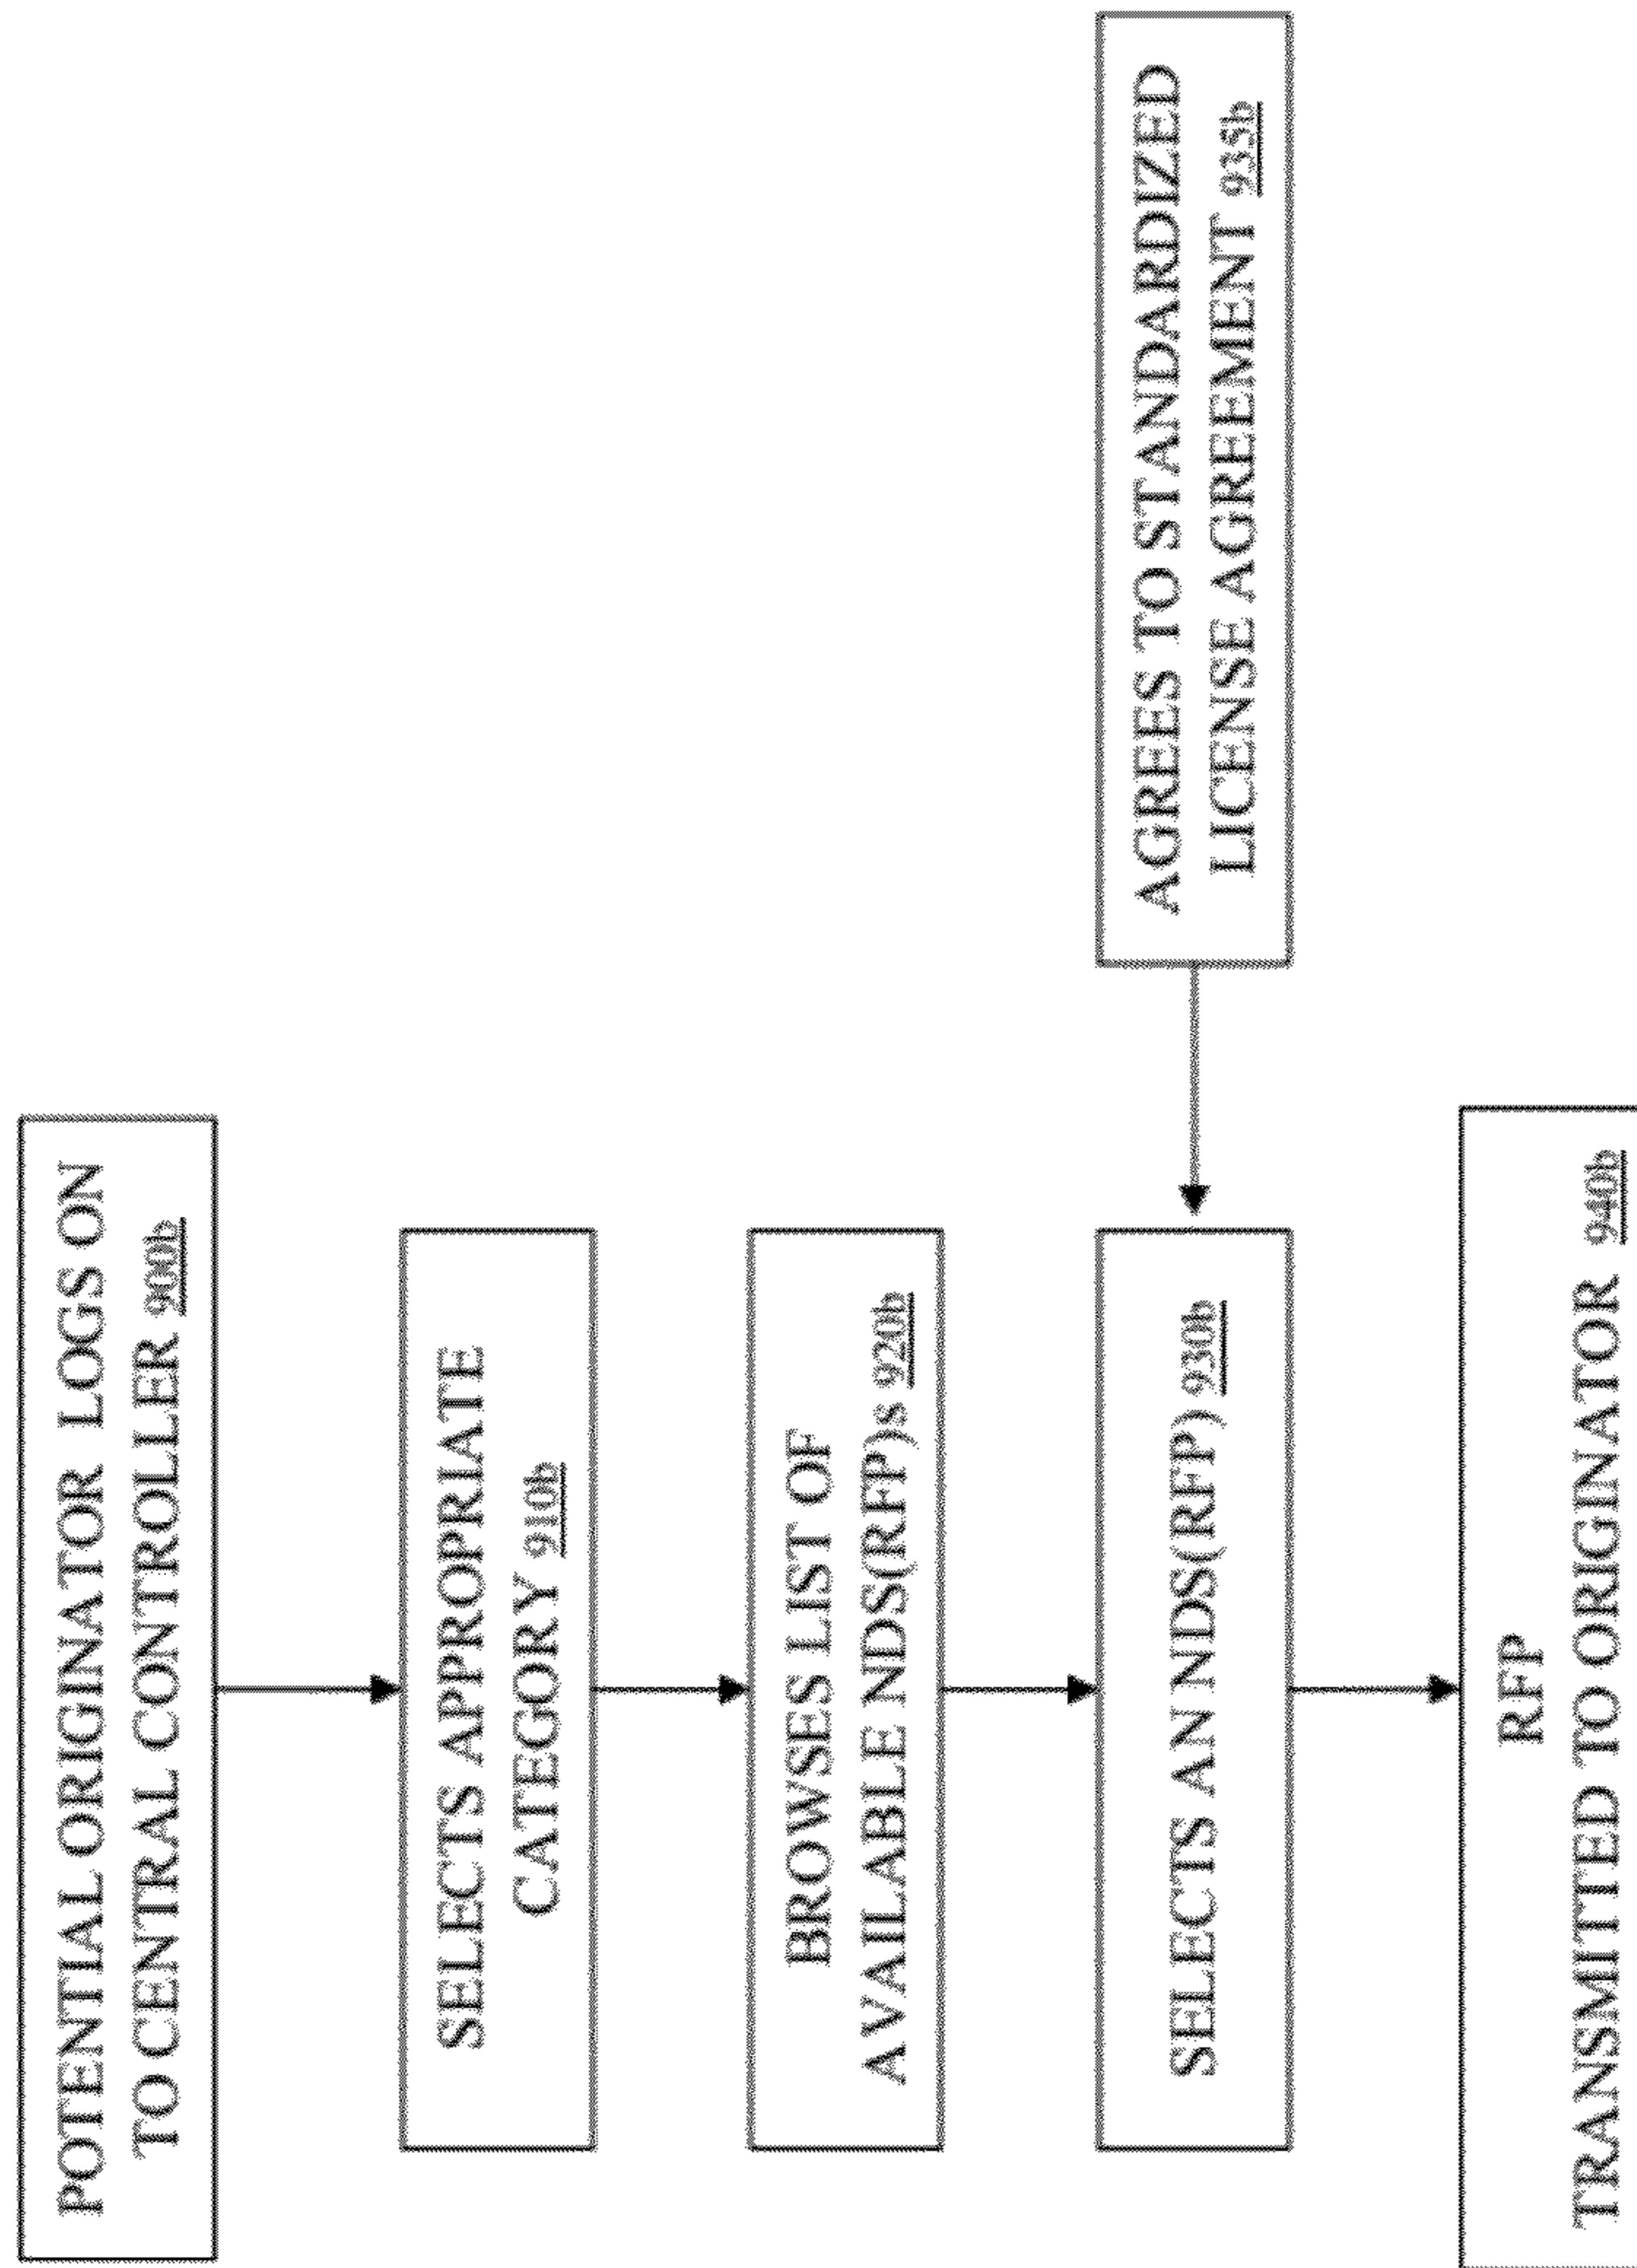 POTENTIAL ORIGINATOR LOGS ON
TO CENTRAL CONTROLLER 900b
SELECTS APPROPRIATE
CATEGORY 910b
BROWSES LIST OF
AVAILABLE NDS(RFP)s 920b
SELECTS AN NDS(RFP) 930b
AGREES TO STANDARDIZED
LICENSE AGREEMENT 935b
RFP
TRANSMITTED TO ORIGINATOR 940b